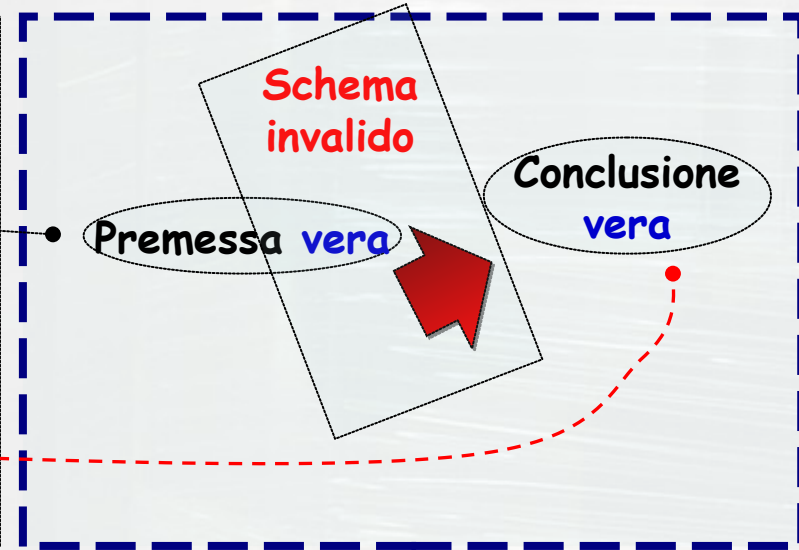 Schema
invalido
Premessa vera
Conclusione
vera